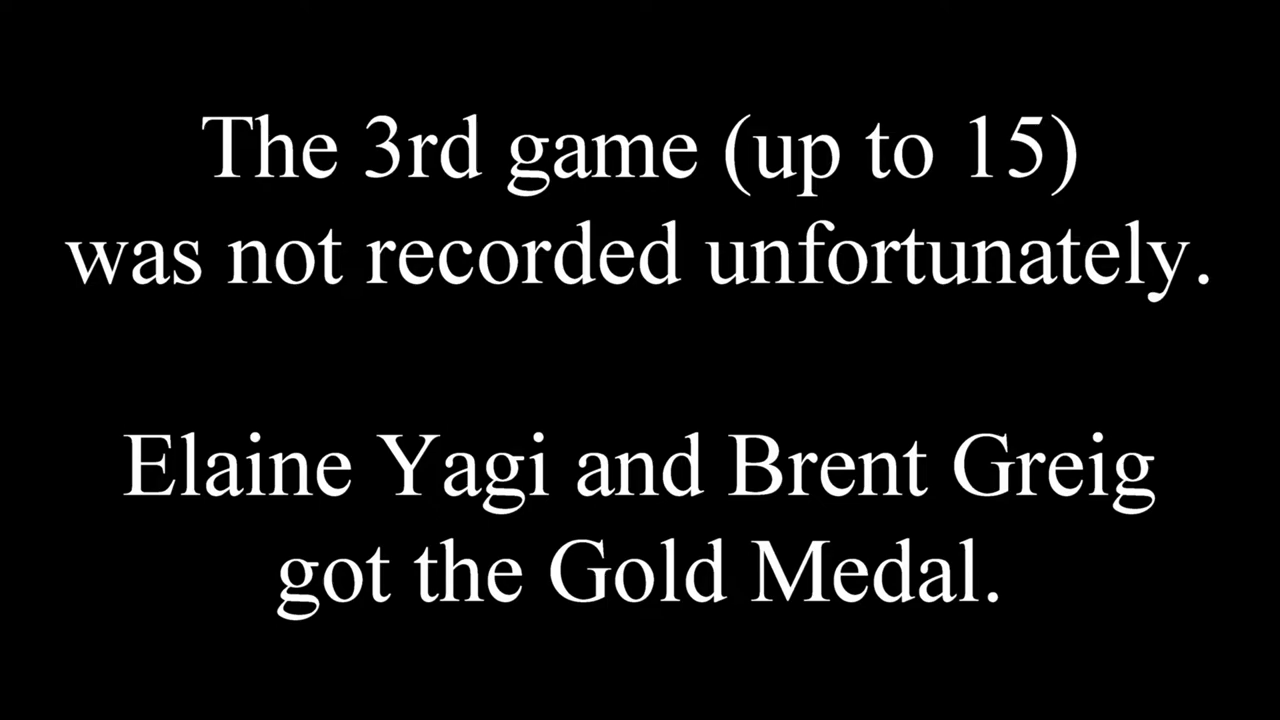 The 3rd game (up to 15)
was not recorded unfortunately.
Elaine Yagi and Brent Greig
got the Gold Medal.